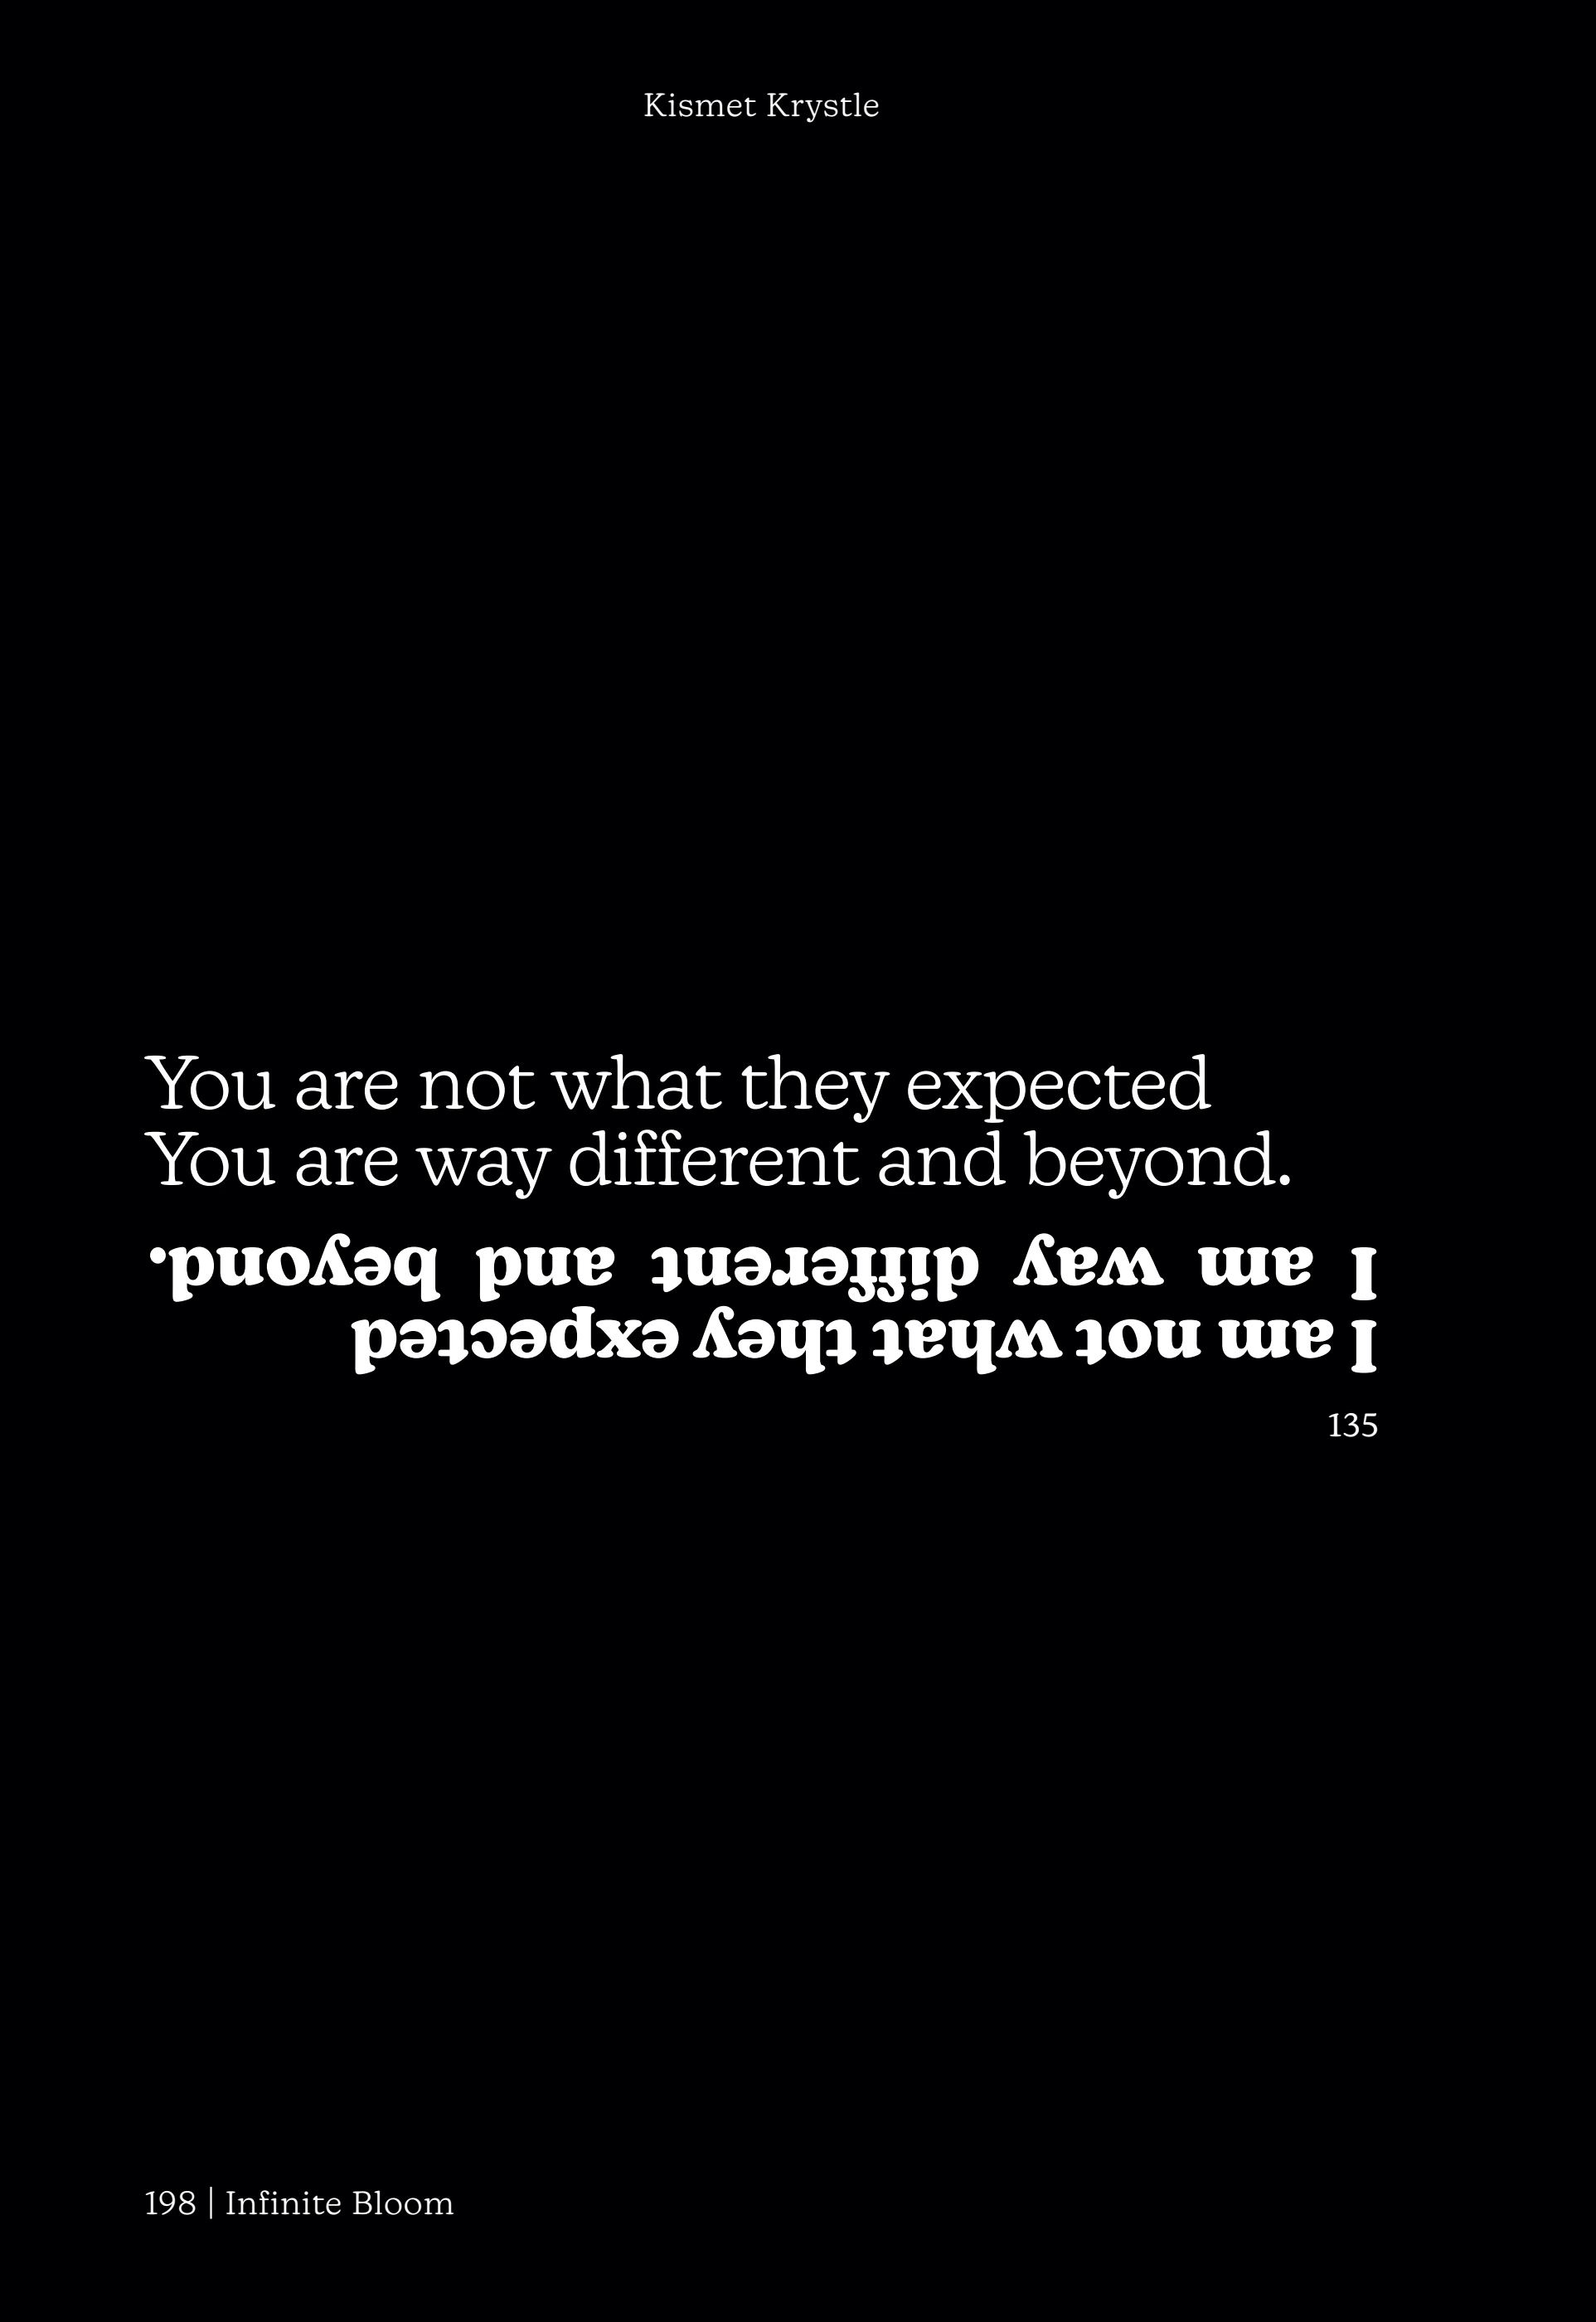 Kismet Krystle
You are not what they expected
You are way different and beyond.
I am not what they expected
I am way different and beyond.
135
198 | Infinite Bloom